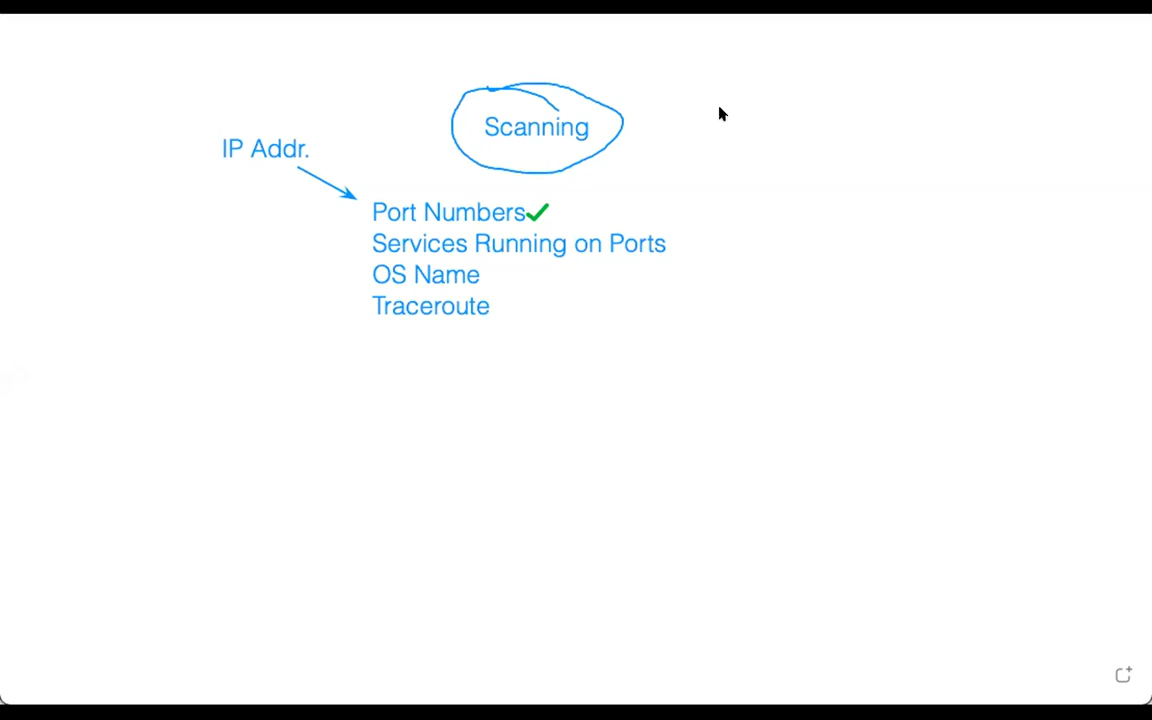 Scanning
IP Addr.
Port Numbers
Services Running on Ports
OS Name
Traceroute